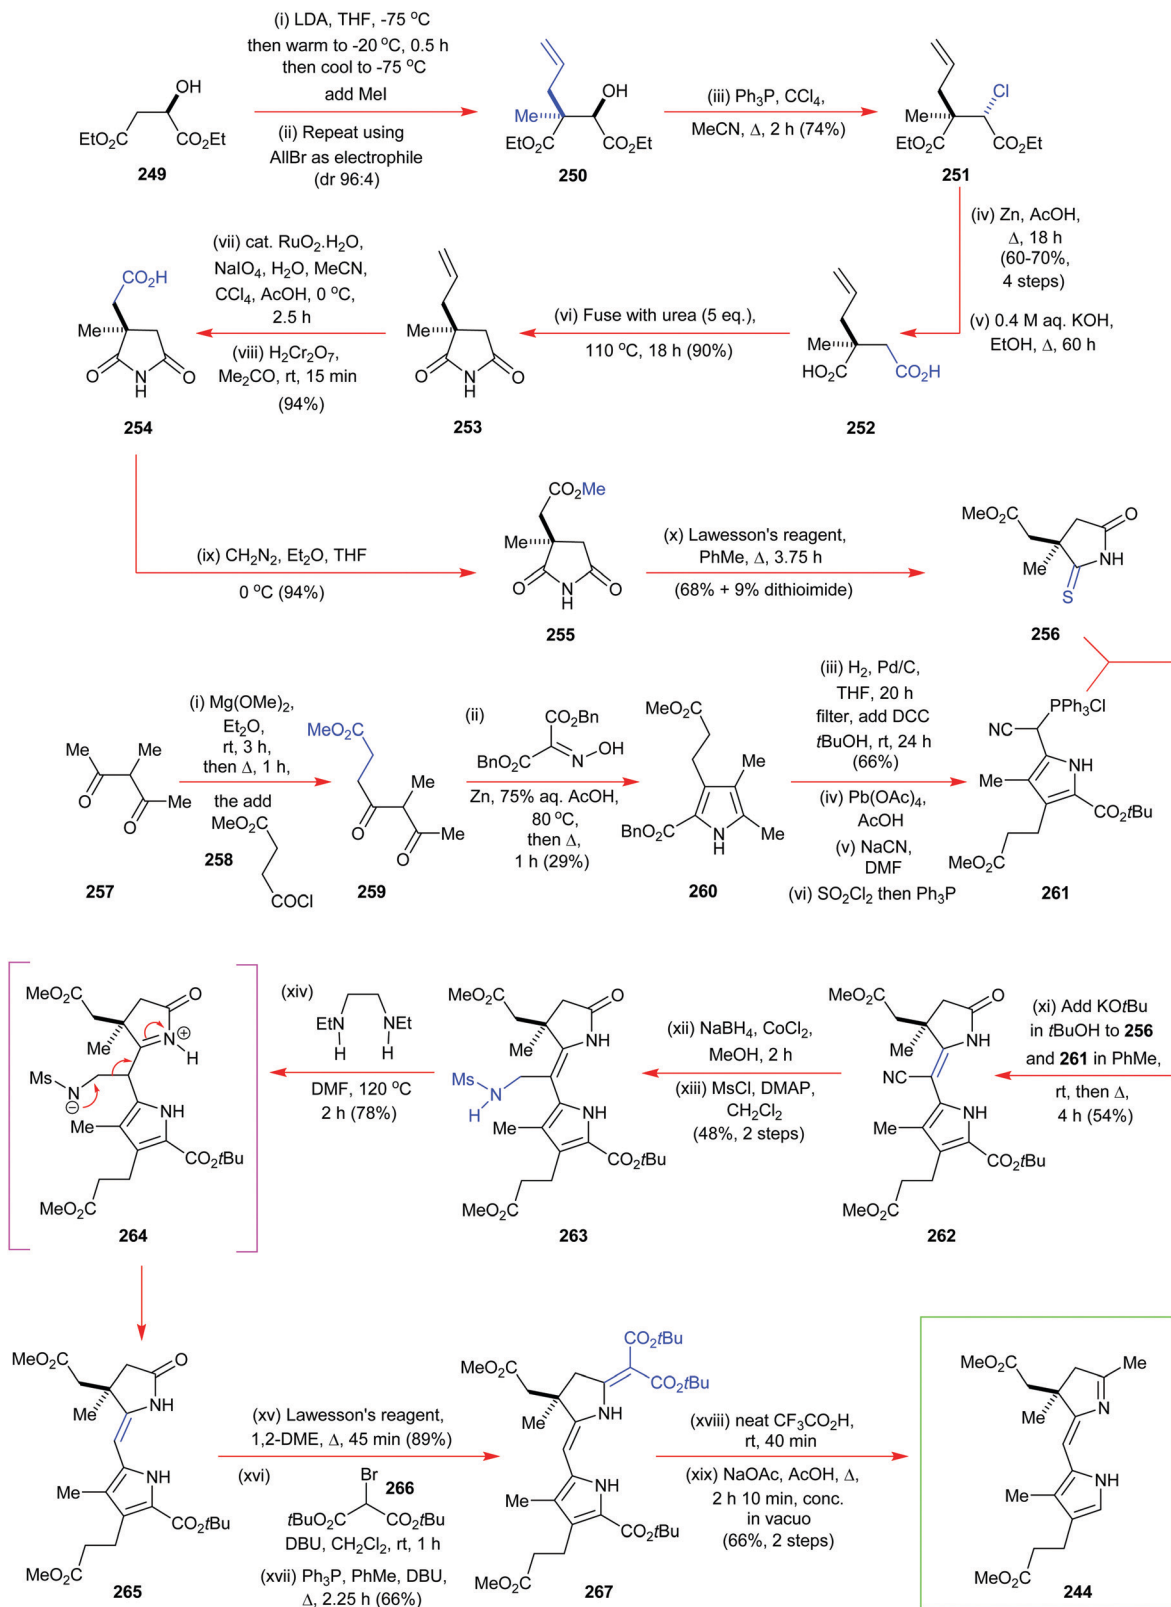 (i) LDA, THF, -75 °C
then warm to -20 °C, 0.5 h
then cool to -75 °C
add MeI
(ii) Repeat using
AllBr as electrophile
(dr 96:4)
OH
EtO₂C
CO₂Et
249
Me
OH
EtO₂C
CO₂Et
250
(iii) Ph₃P, CCl₄,
MeCN, Δ, 2 h (74%)
Cl
Me
EtO₂C
CO₂Et
251
(iv) Zn, AcOH,
Δ, 18 h
(60-70%,
4 steps)
(v) 0.4 M aq. KOH,
EtOH, Δ, 60 h
Me
HO₂C
CO₂H
252
(vi) Fuse with urea (5 eq.),
110 °C, 18 h (90%)
Me
O
N
H
O
253
(vii) cat. RuO₂.H₂O,
NaIO₄, H₂O, MeCN,
CCl₄, AcOH, 0 °C,
2.5 h
(viii) H₂Cr₂O₇,
Me₂CO, rt, 15 min
(94%)
CO₂H
Me
O
N
H
O
254
(ix) CH₂N₂, Et₂O, THF
0 °C (94%)
CO₂Me
Me
O
N
H
O
255
(x) Lawesson's reagent,
PhMe, Δ, 3.75 h
(68% + 9% dithioimide)
MeO₂C
O
NH
Me
S
256
Me
Me
O
Me
O
257
(i) Mg(OMe)₂,
Et₂O,
rt, 3 h,
then Δ, 1 h,
the add
MeO₂C
258
COCl
MeO₂C
Me
O
Me
O
259
(ii)
CO₂Bn
BnO₂C
N
OH
Zn, 75% aq. AcOH,
80 °C,
then Δ,
1 h (29%)
MeO₂C
Me
BnO₂C
N
H
Me
260
(iii) H₂, Pd/C,
THF, 20 h
filter, add DCC
tBuOH, rt, 24 h
(66%)
(iv) Pb(OAc)₄,
AcOH
(v) NaCN,
DMF
(vi) SO₂Cl₂ then Ph₃P
PPh₃Cl
NC
NH
Me
CO₂tBu
MeO₂C
261
(xi) Add KOtBu
in tBuOH to 256
and 261 in PhMe,
rt, then Δ,
4 h (54%)
MeO₂C
O
NH
Me
NC
NH
Me
CO₂tBu
MeO₂C
262
(xii) NaBH₄, CoCl₂,
MeOH, 2 h
(xiii) MsCl, DMAP,
CH₂Cl₂
(48%, 2 steps)
MeO₂C
O
NH
Me
Ms
N
H
NH
Me
CO₂tBu
MeO₂C
263
(xiv)
EtN
NEt
H
H
DMF, 120 °C
2 h (78%)
MeO₂C
O
N
⊕
H
Me
Ms
N
⊖
NH
Me
CO₂tBu
MeO₂C
264
MeO₂C
O
NH
Me
NH
Me
CO₂tBu
MeO₂C
265
(xv) Lawesson's reagent,
1,2-DME, Δ, 45 min (89%)
(xvi)
Br
266
tBuO₂C
CO₂tBu
DBU, CH₂Cl₂, rt, 1 h
(xvii) Ph₃P, PhMe, DBU,
Δ, 2.25 h (66%)
CO₂tBu
MeO₂C
CO₂tBu
NH
Me
NH
Me
CO₂tBu
MeO₂C
267
(xviii) neat CF₃CO₂H,
rt, 40 min
(xix) NaOAc, AcOH, Δ,
2 h 10 min, conc.
in vacuo
(66%, 2 steps)
MeO₂C
Me
N
Me
NH
Me
MeO₂C
244